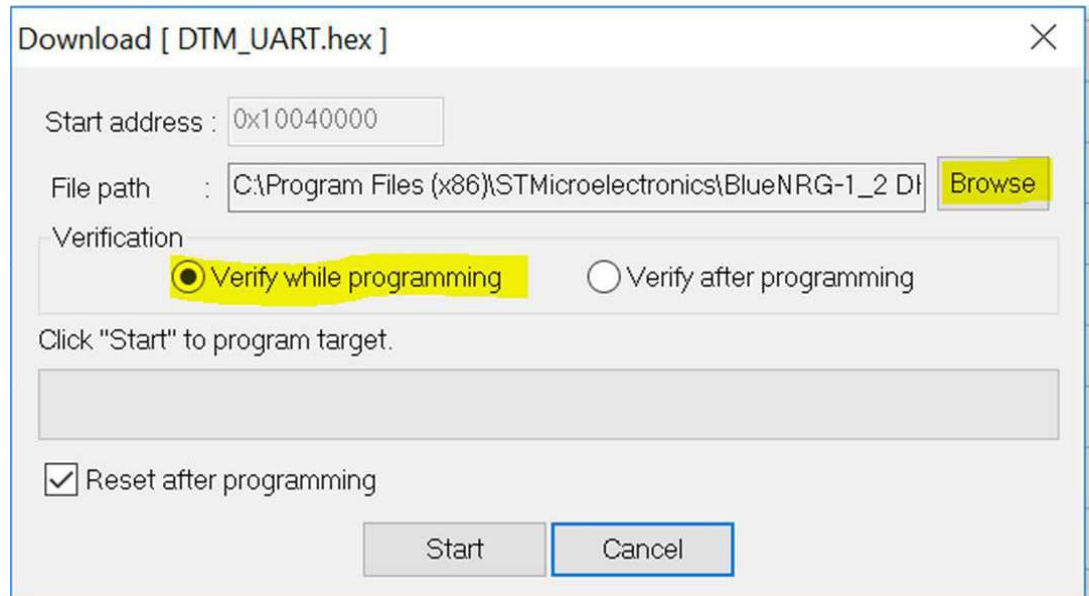 Download [ DTM_UART.hex ]
Start address : 0x10040000
File path : C:\Program Files (x86)\STMicroelectronics\BlueNRG-1_2 DK Browse
Verification
Verify while programming Verify after programming
Click "Start" to program target.
Reset after programming
Start Cancel